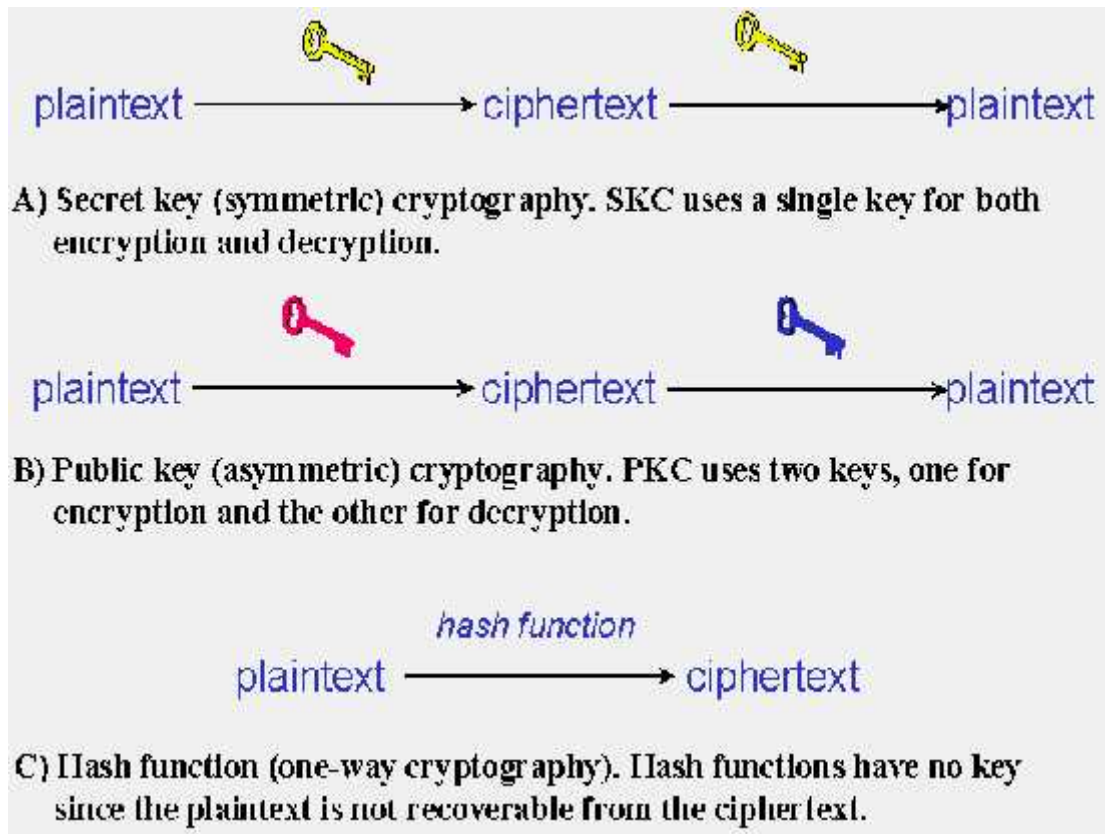 plaintext ciphertext plaintext
A) Secret key (symmetric) cryptography. SKC uses a single key for both
encryption and decryption.
plaintext ciphertext plaintext
B) Public key (asymmetric) cryptography. PKC uses two keys, one for
encryption and the other for decryption.
hash function
plaintext ciphertext
C) Hash function (one-way cryptography). Hash functions have no key
since the plaintext is not recoverable from the ciphertext.